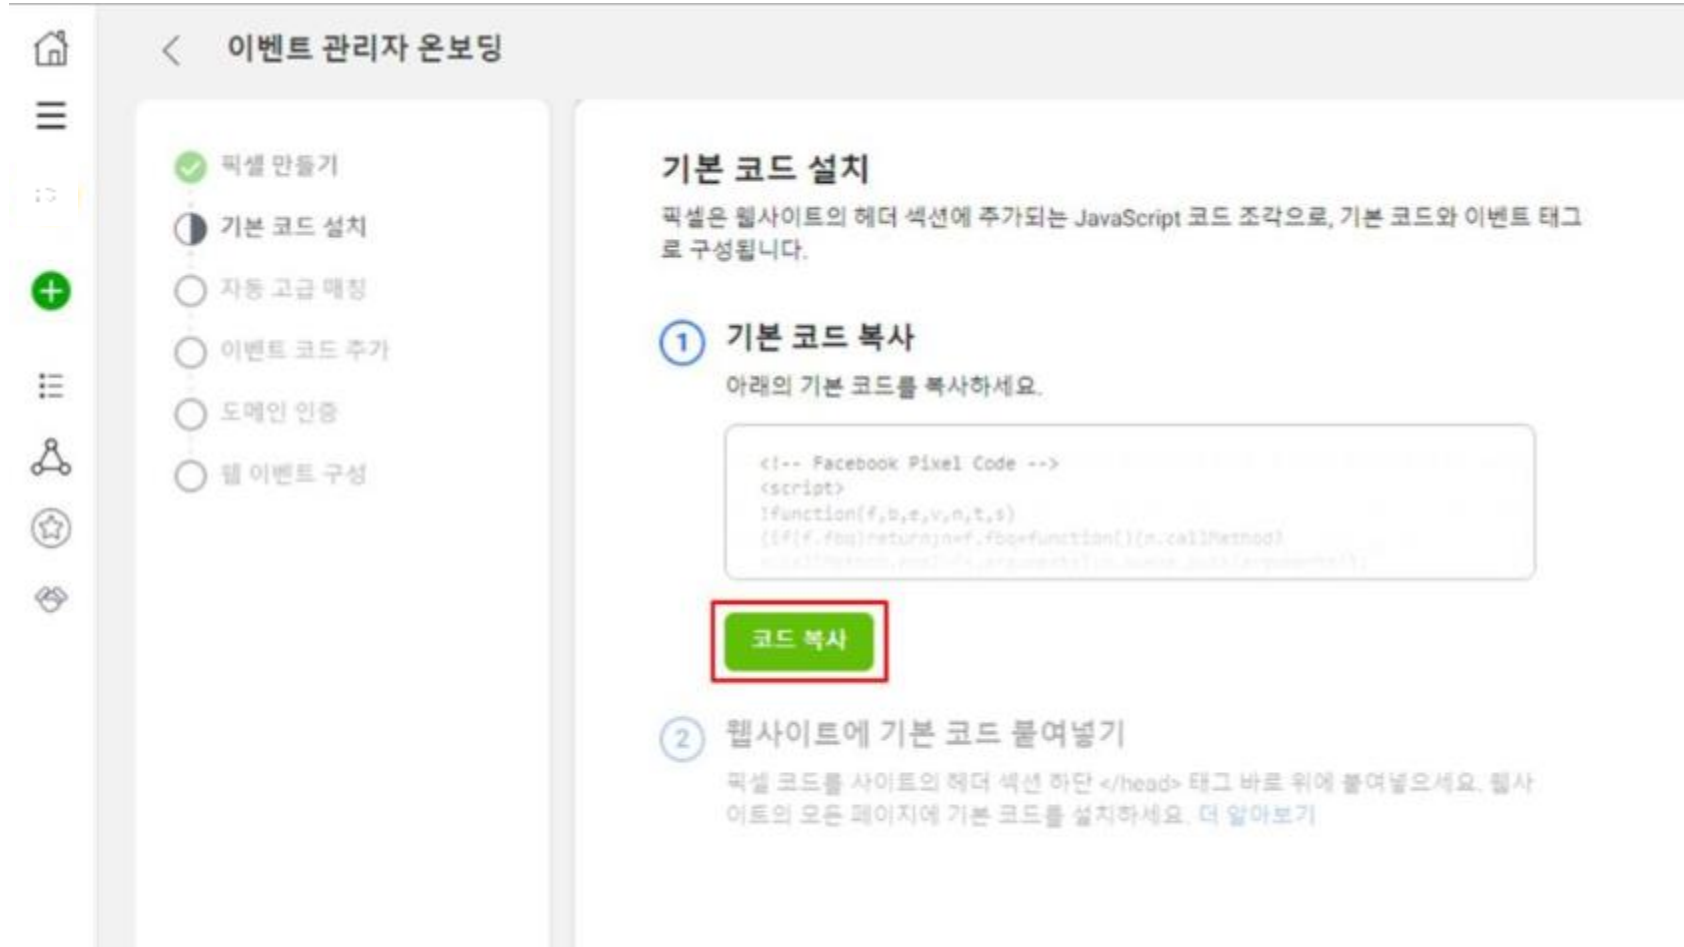 이벤트 관리자 온보딩
픽셀 만들기
기본 코드 설치
자동 고급 매칭
이벤트 코드 추가
도메인 인증
웹 이벤트 구성
기본 코드 설치
픽셀은 웹사이트의 헤더 섹션에 추가되는 JavaScript 코드 조각으로, 기본 코드와 이벤트 태그
로 구성됩니다.
1 기본 코드 복사
아래의 기본 코드를 복사하세요.
<!-- Facebook Pixel Code -->
<script>
!function(f,b,e,v,n,t,s)
{if(f.fbq)return;n=f.fbq=function(){n.callMethod?
코드 복사
2 웹사이트에 기본 코드 붙여넣기
픽셀 코드를 사이트의 헤더 섹션 하단 </head> 태그 바로 위에 붙여넣으세요. 웹사
이트의 모든 페이지에 기본 코드를 설치하세요. 더 알아보기